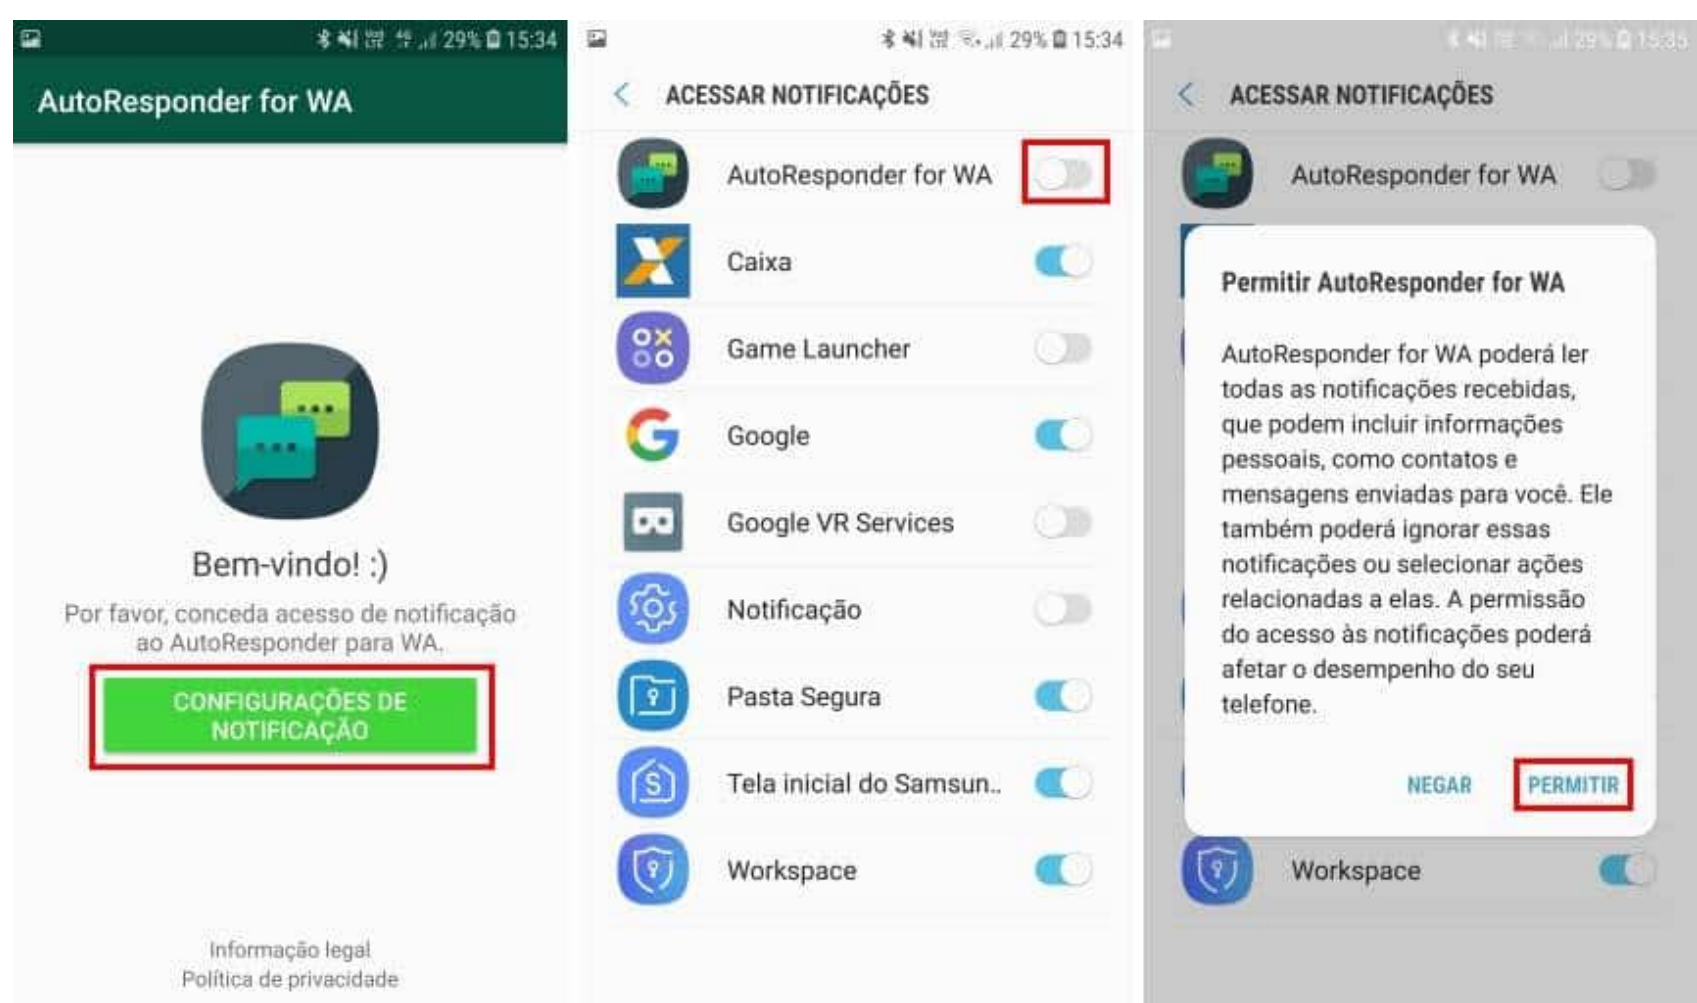 29% 15:34
AutoResponder for WA
Bem-vindo! :)
Por favor, conceda acesso de notificação
ao AutoResponder para WA.
CONFIGURAÇÕES DE
NOTIFICAÇÃO
Informação legal
Política de privacidade
29% 15:34
ACESSAR NOTIFICAÇÕES
AutoResponder for WA
Caixa
Game Launcher
Google
Google VR Services
Notificação
Pasta Segura
Tela inicial do Samsun..
Workspace
29% 15:35
ACESSAR NOTIFICAÇÕES
AutoResponder for WA
Permitir AutoResponder for WA
AutoResponder for WA poderá ler
todas as notificações recebidas,
que podem incluir informações
pessoais, como contatos e
mensagens enviadas para você. Ele
também poderá ignorar essas
notificações ou selecionar ações
relacionadas a elas. A permissão
do acesso às notificações poderá
afetar o desempenho do seu
telefone.
NEGAR PERMITIR
Workspace